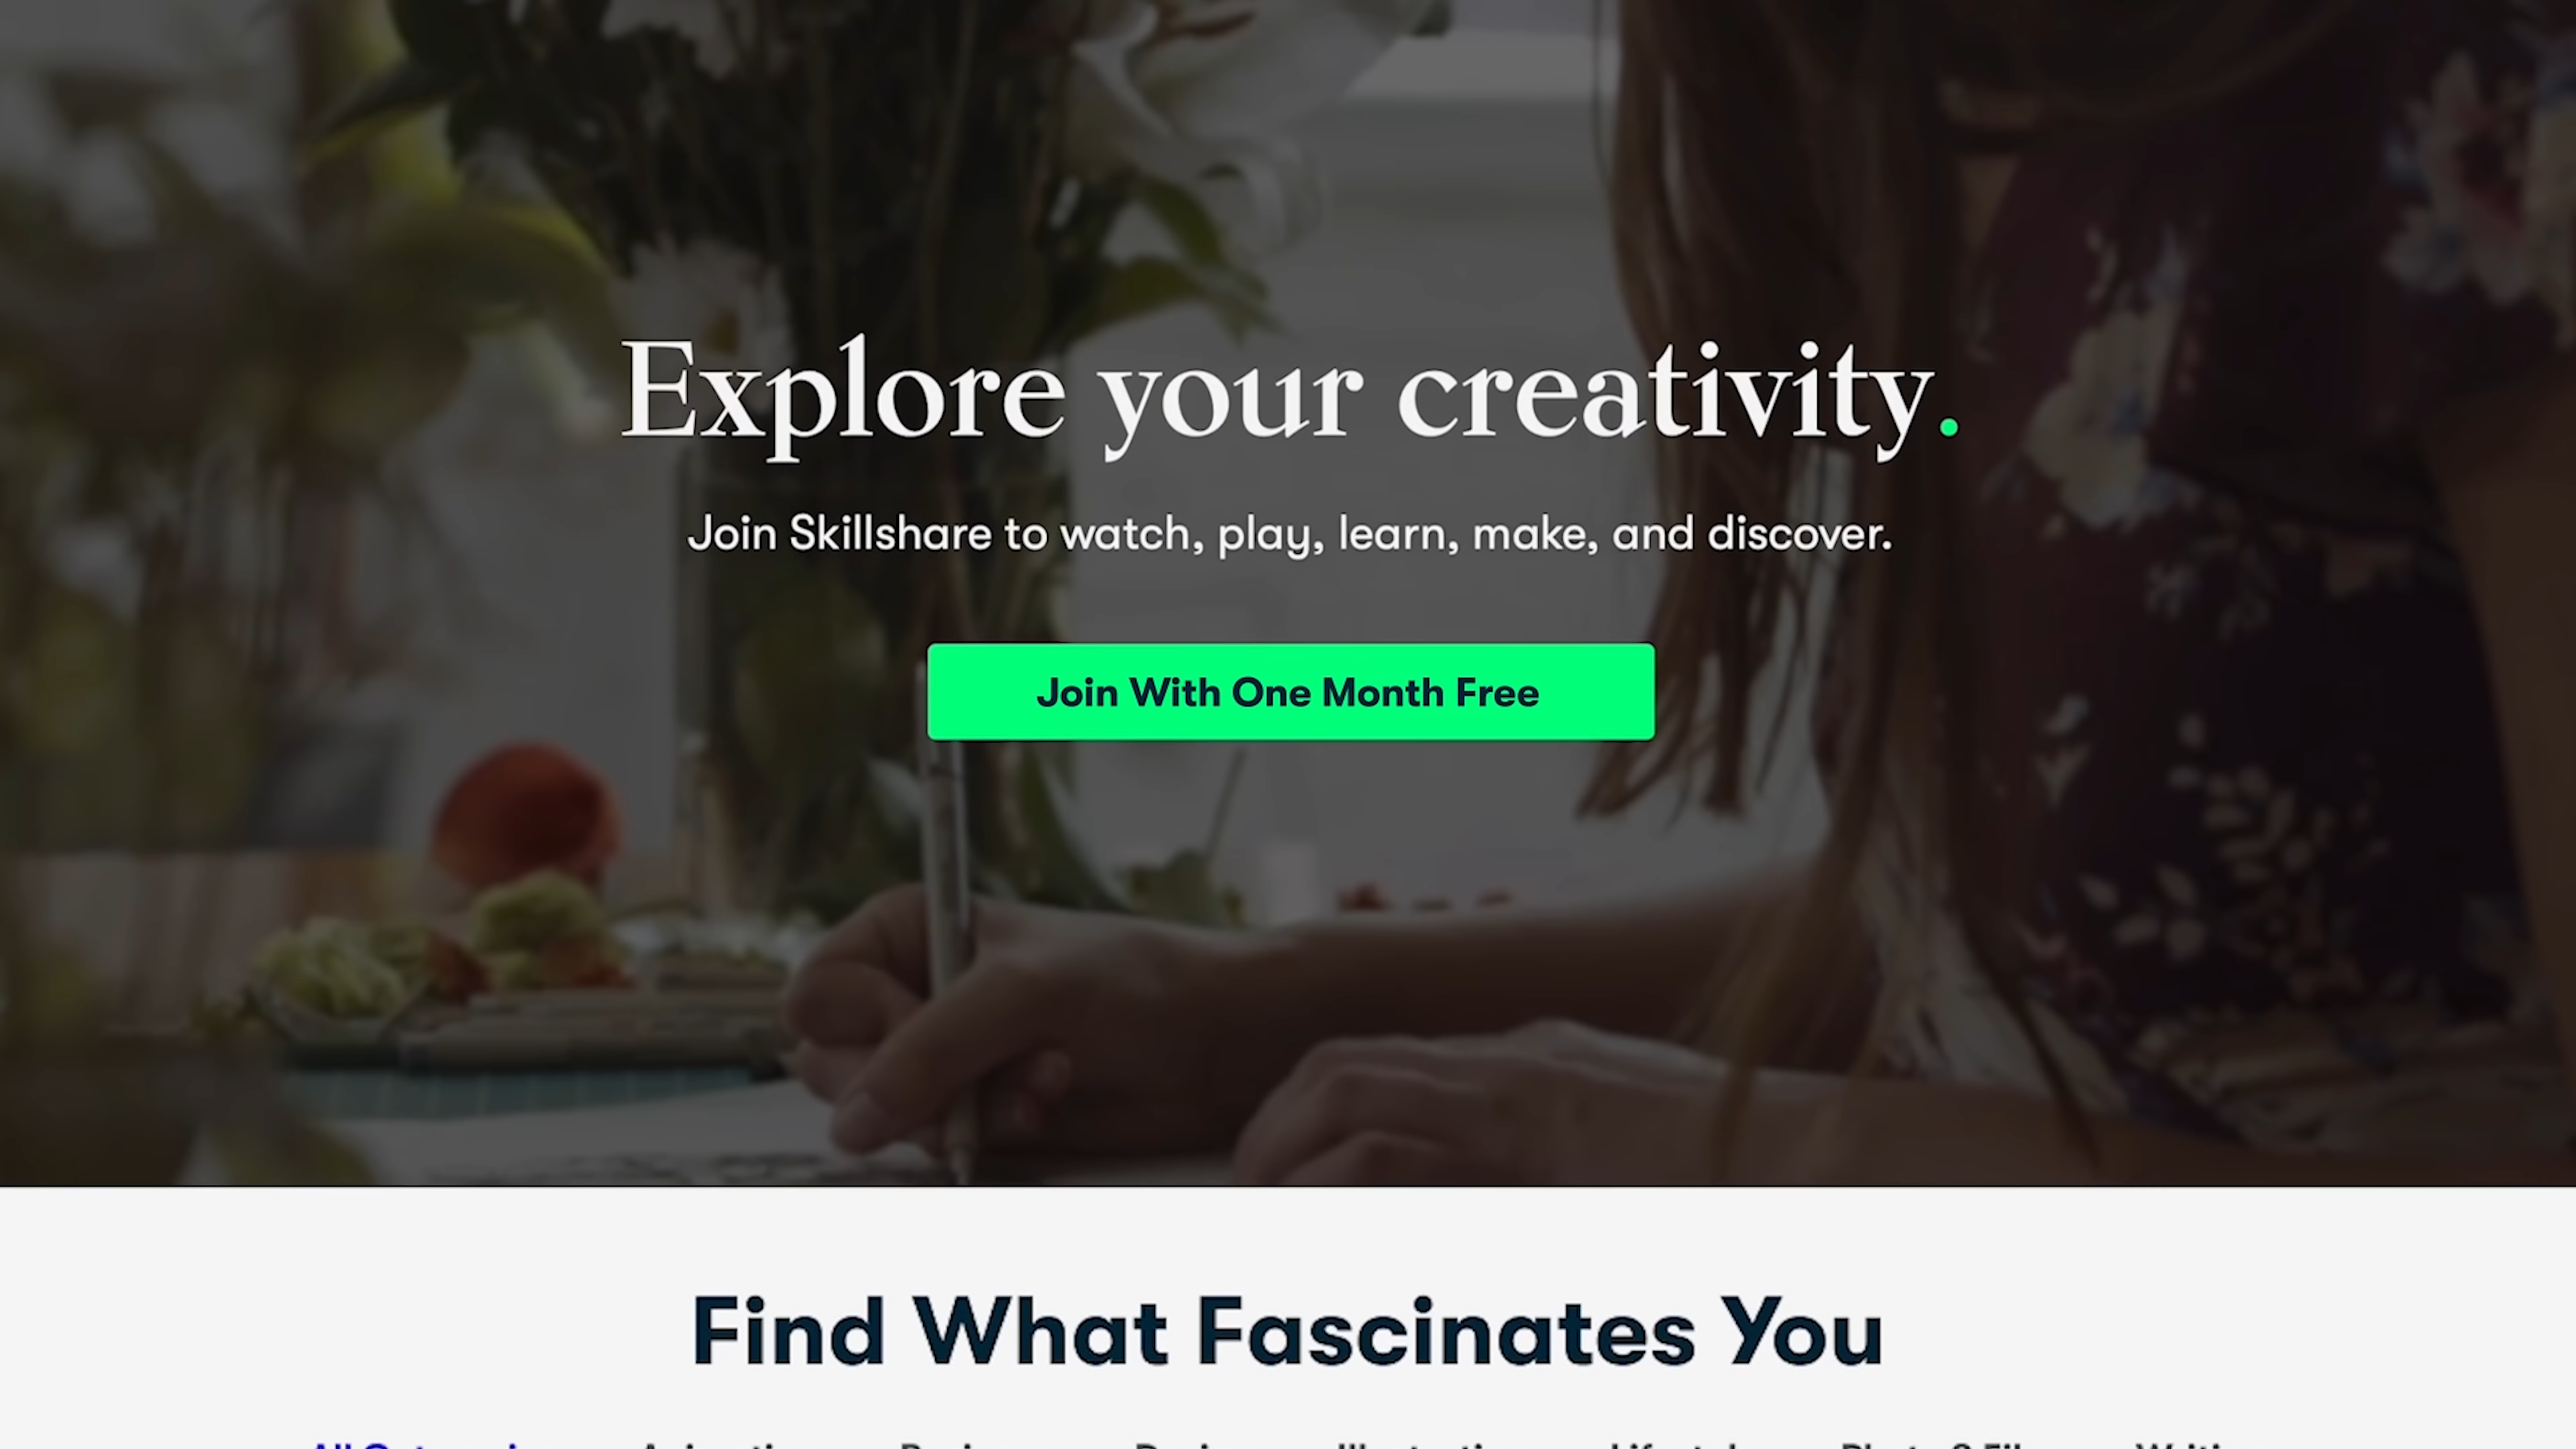 Explore your creativity.
Join Skillshare to watch, play, learn, make, and discover.
Join With One Month Free
Find What Fascinates You